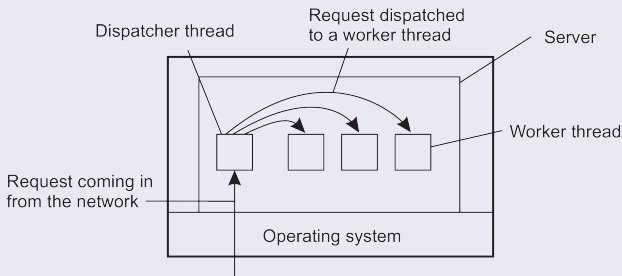 Request dispatched
to a worker thread
Dispatcher thread
Server
Worker thread
Request coming in
from the network
Operating system